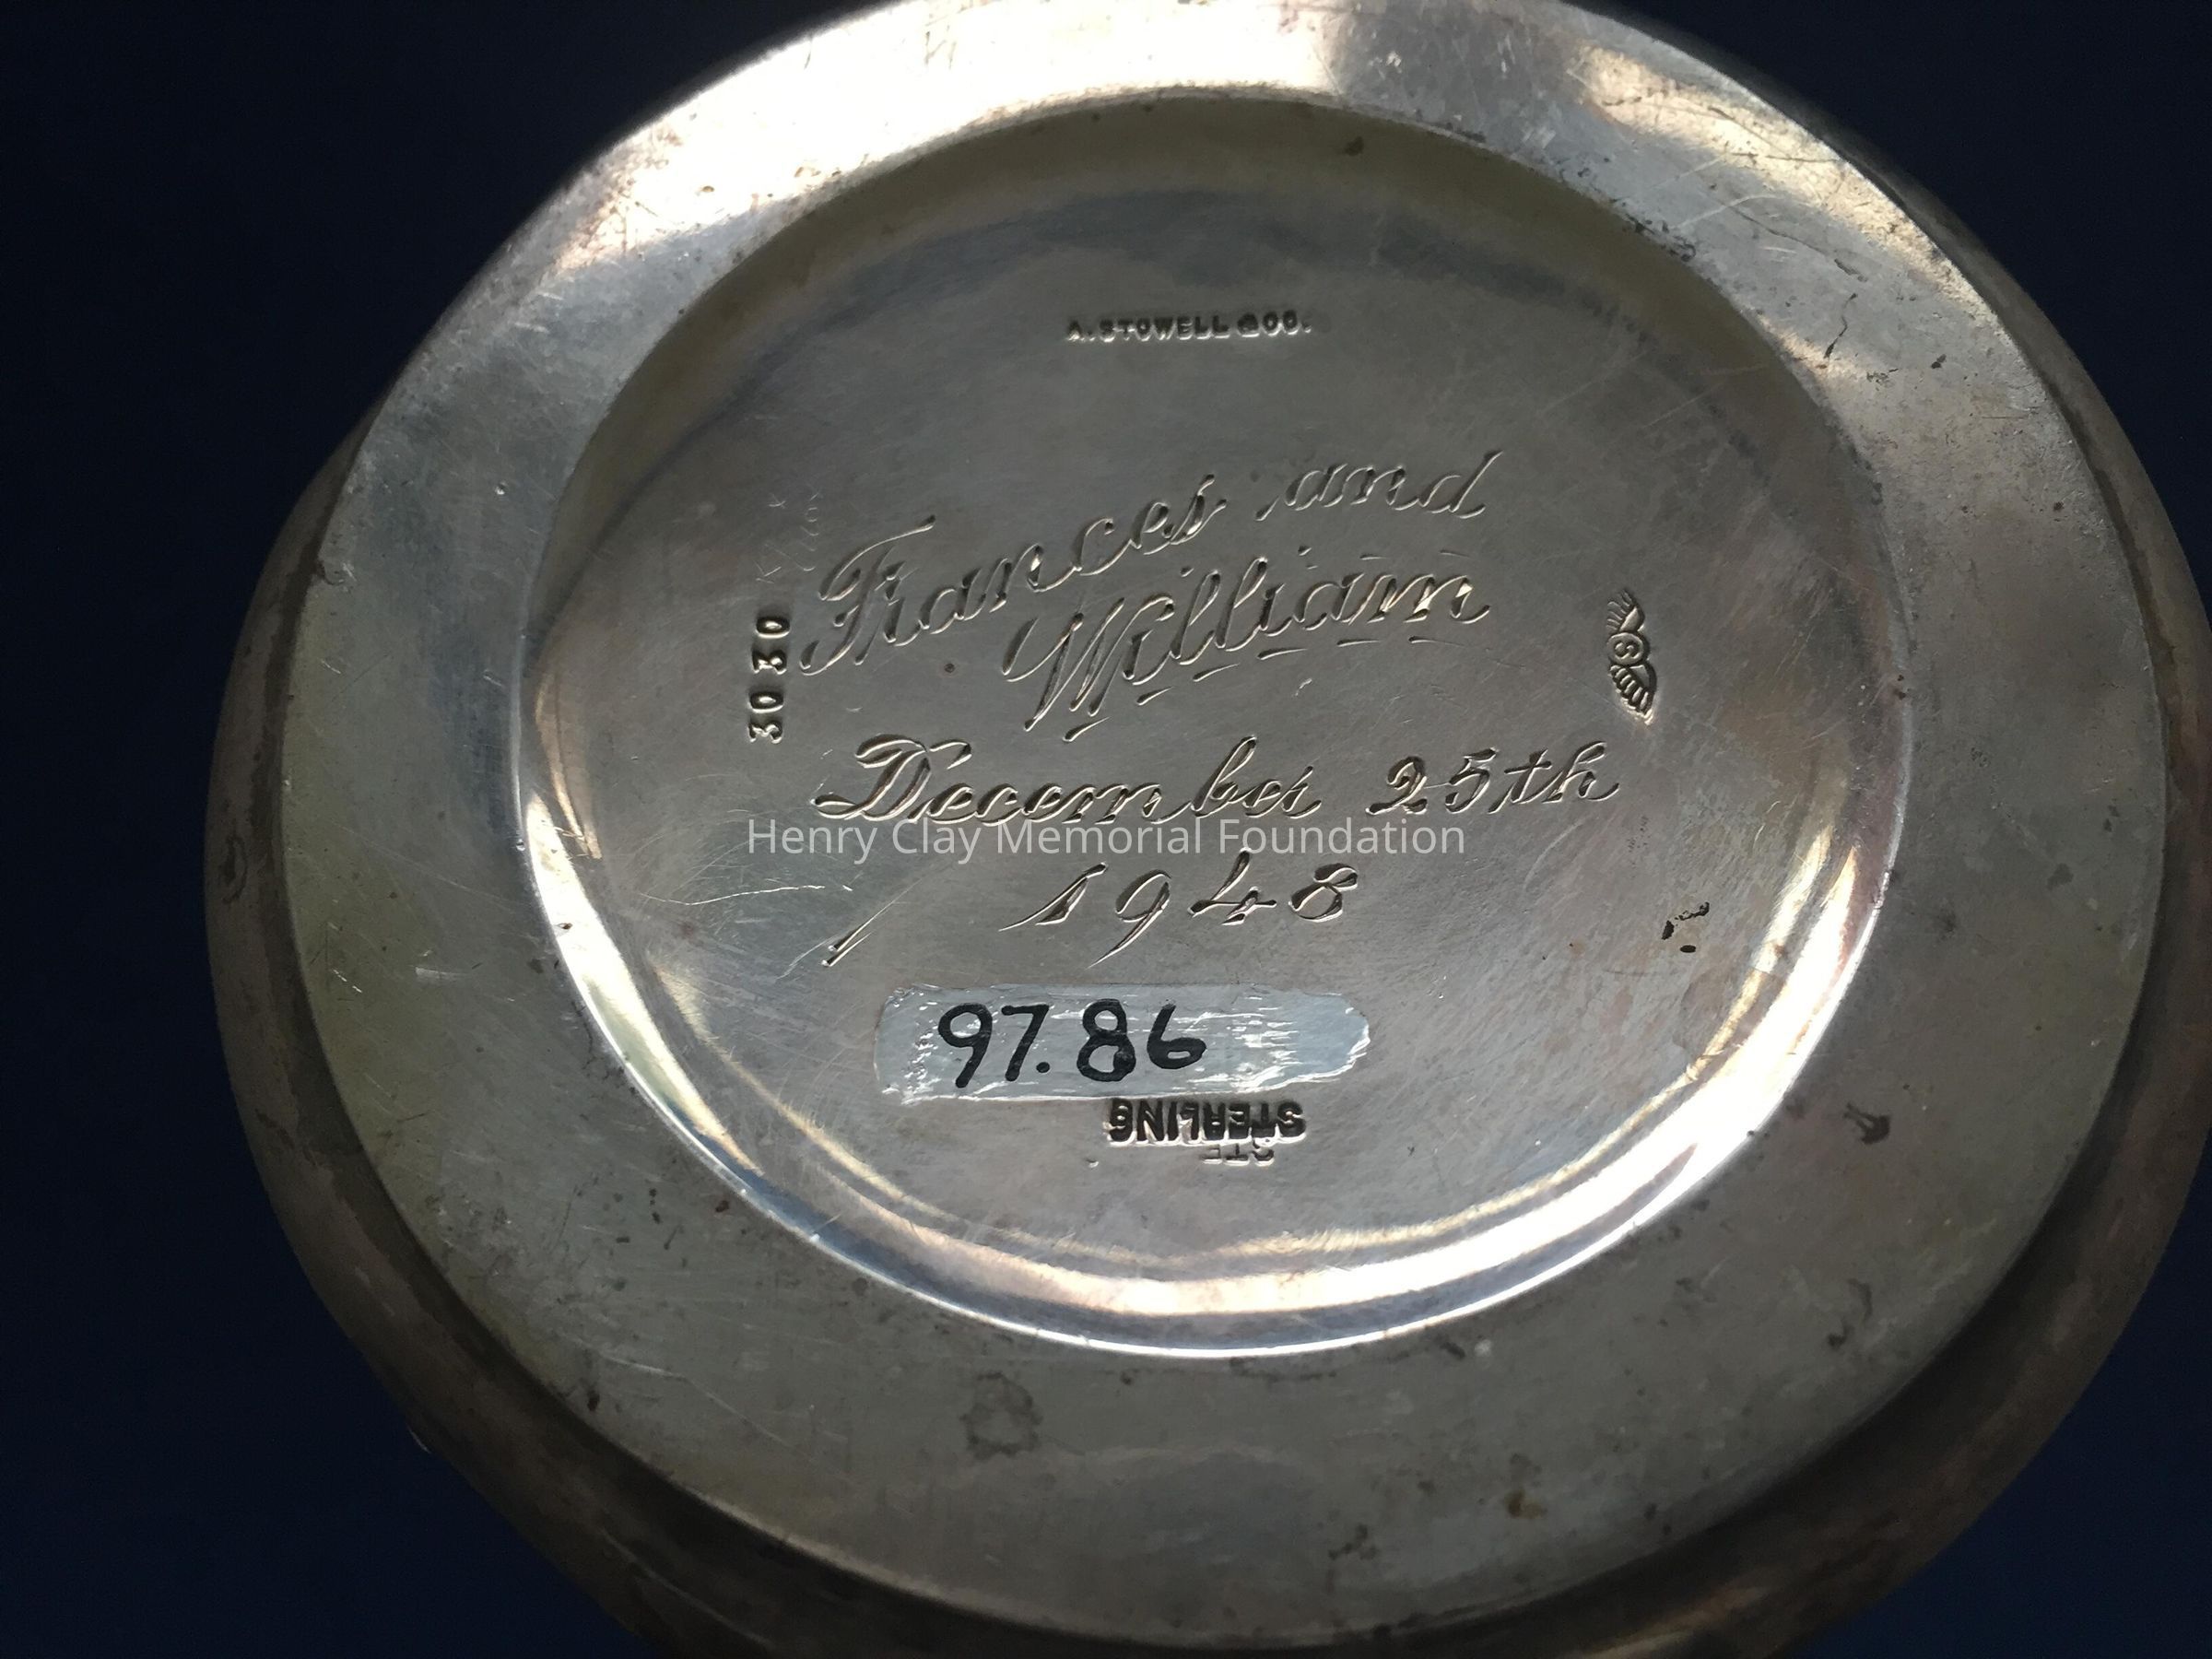 A. STOWELL & CO.
Frances and
William
3030
December 25th
Henry Clay Memorial Foundation
1948
97.86
STERLING